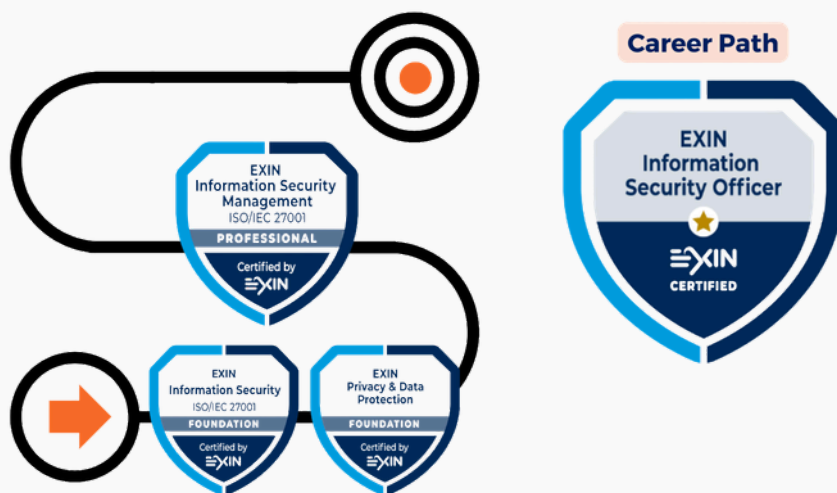 Career Path
EXIN
Information
Security Officer
EXIN
CERTIFIED
EXIN
Information Security
Management
ISO/IEC 27001
PROFESSIONAL
Certified by
EXIN
EXIN
Information Security
ISO/IEC 27001
FOUNDATION
Certified by
EXIN
EXIN
Privacy & Data
Protection
FOUNDATION
Certified by
EXIN